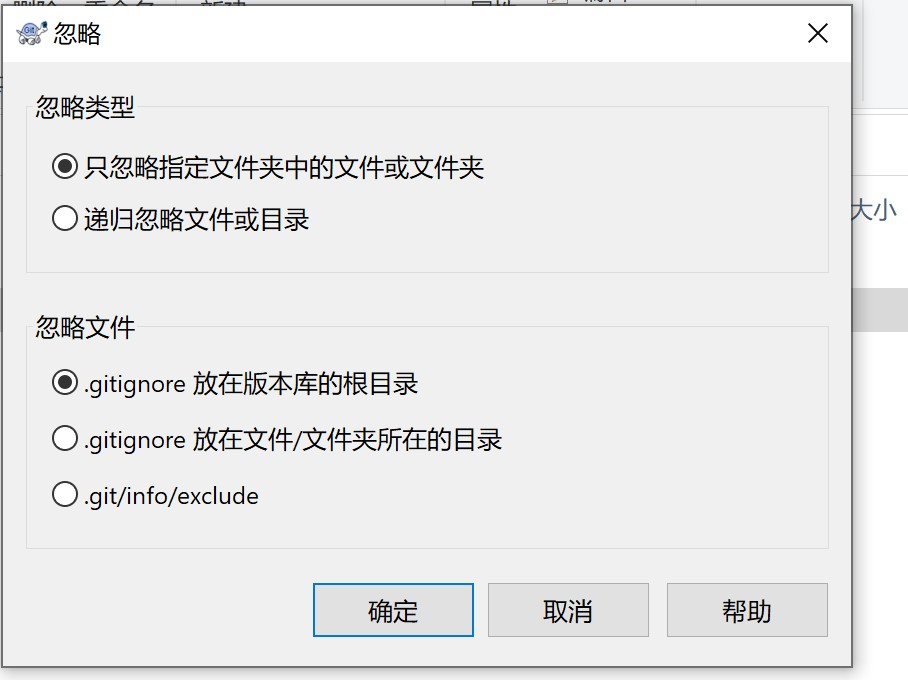 忽略
忽略类型
只忽略指定文件夹中的文件或文件夹
递归忽略文件或目录
大小
忽略文件
.gitignore 放在版本库的根目录
.gitignore 放在文件/文件夹所在的目录
.git/info/exclude
确定 取消 帮助